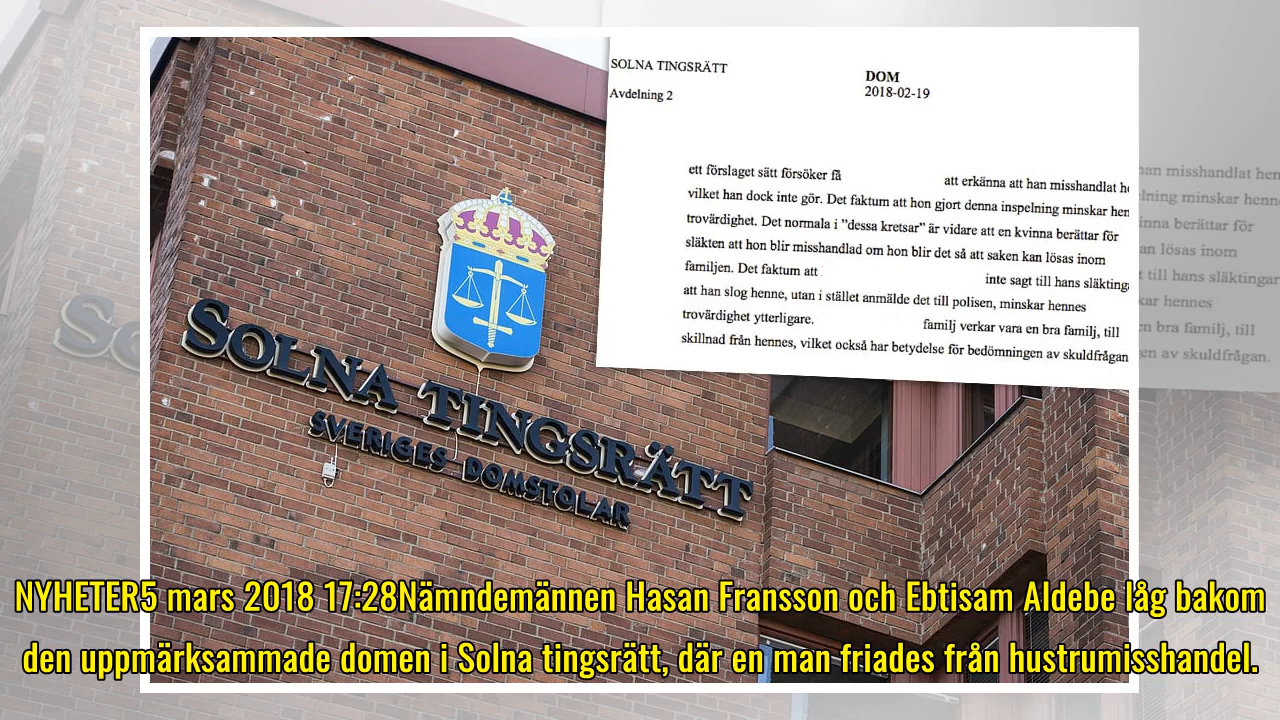 SOLNA TINGSRÄTT
DOM
2018-02-19
Avdelning 2
ett förslaget sätt försöker få att erkänna att han misshandlat he
vilket han dock inte gör. Det faktum att hon gjort denna inspelning minskar hen
trovärdighet. Det normala i ”dessa kretsar” är vidare att en kvinna berättar för
släkten att hon blir misshandlad om hon blir det så att saken kan lösas inom
familjen. Det faktum att inte sagt till hans släktinga
att han slog henne, utan i stället anmälde det till polisen, minskar hennes
trovärdighet ytterligare. familj verkar vara en bra familj, till
skillnad från hennes, vilket också har betydelse för bedömningen av skuldfrågan
SOLNA TINGSRÄTT
SVERIGES DOMSTOLAR
NYHETER5 mars 2018 17:28Nämndemännen Hasan Fransson och Ebtisam Aldebe låg bakom
den uppmärksammade domen i Solna tingsrätt, där en man friades från hustrumisshandel.